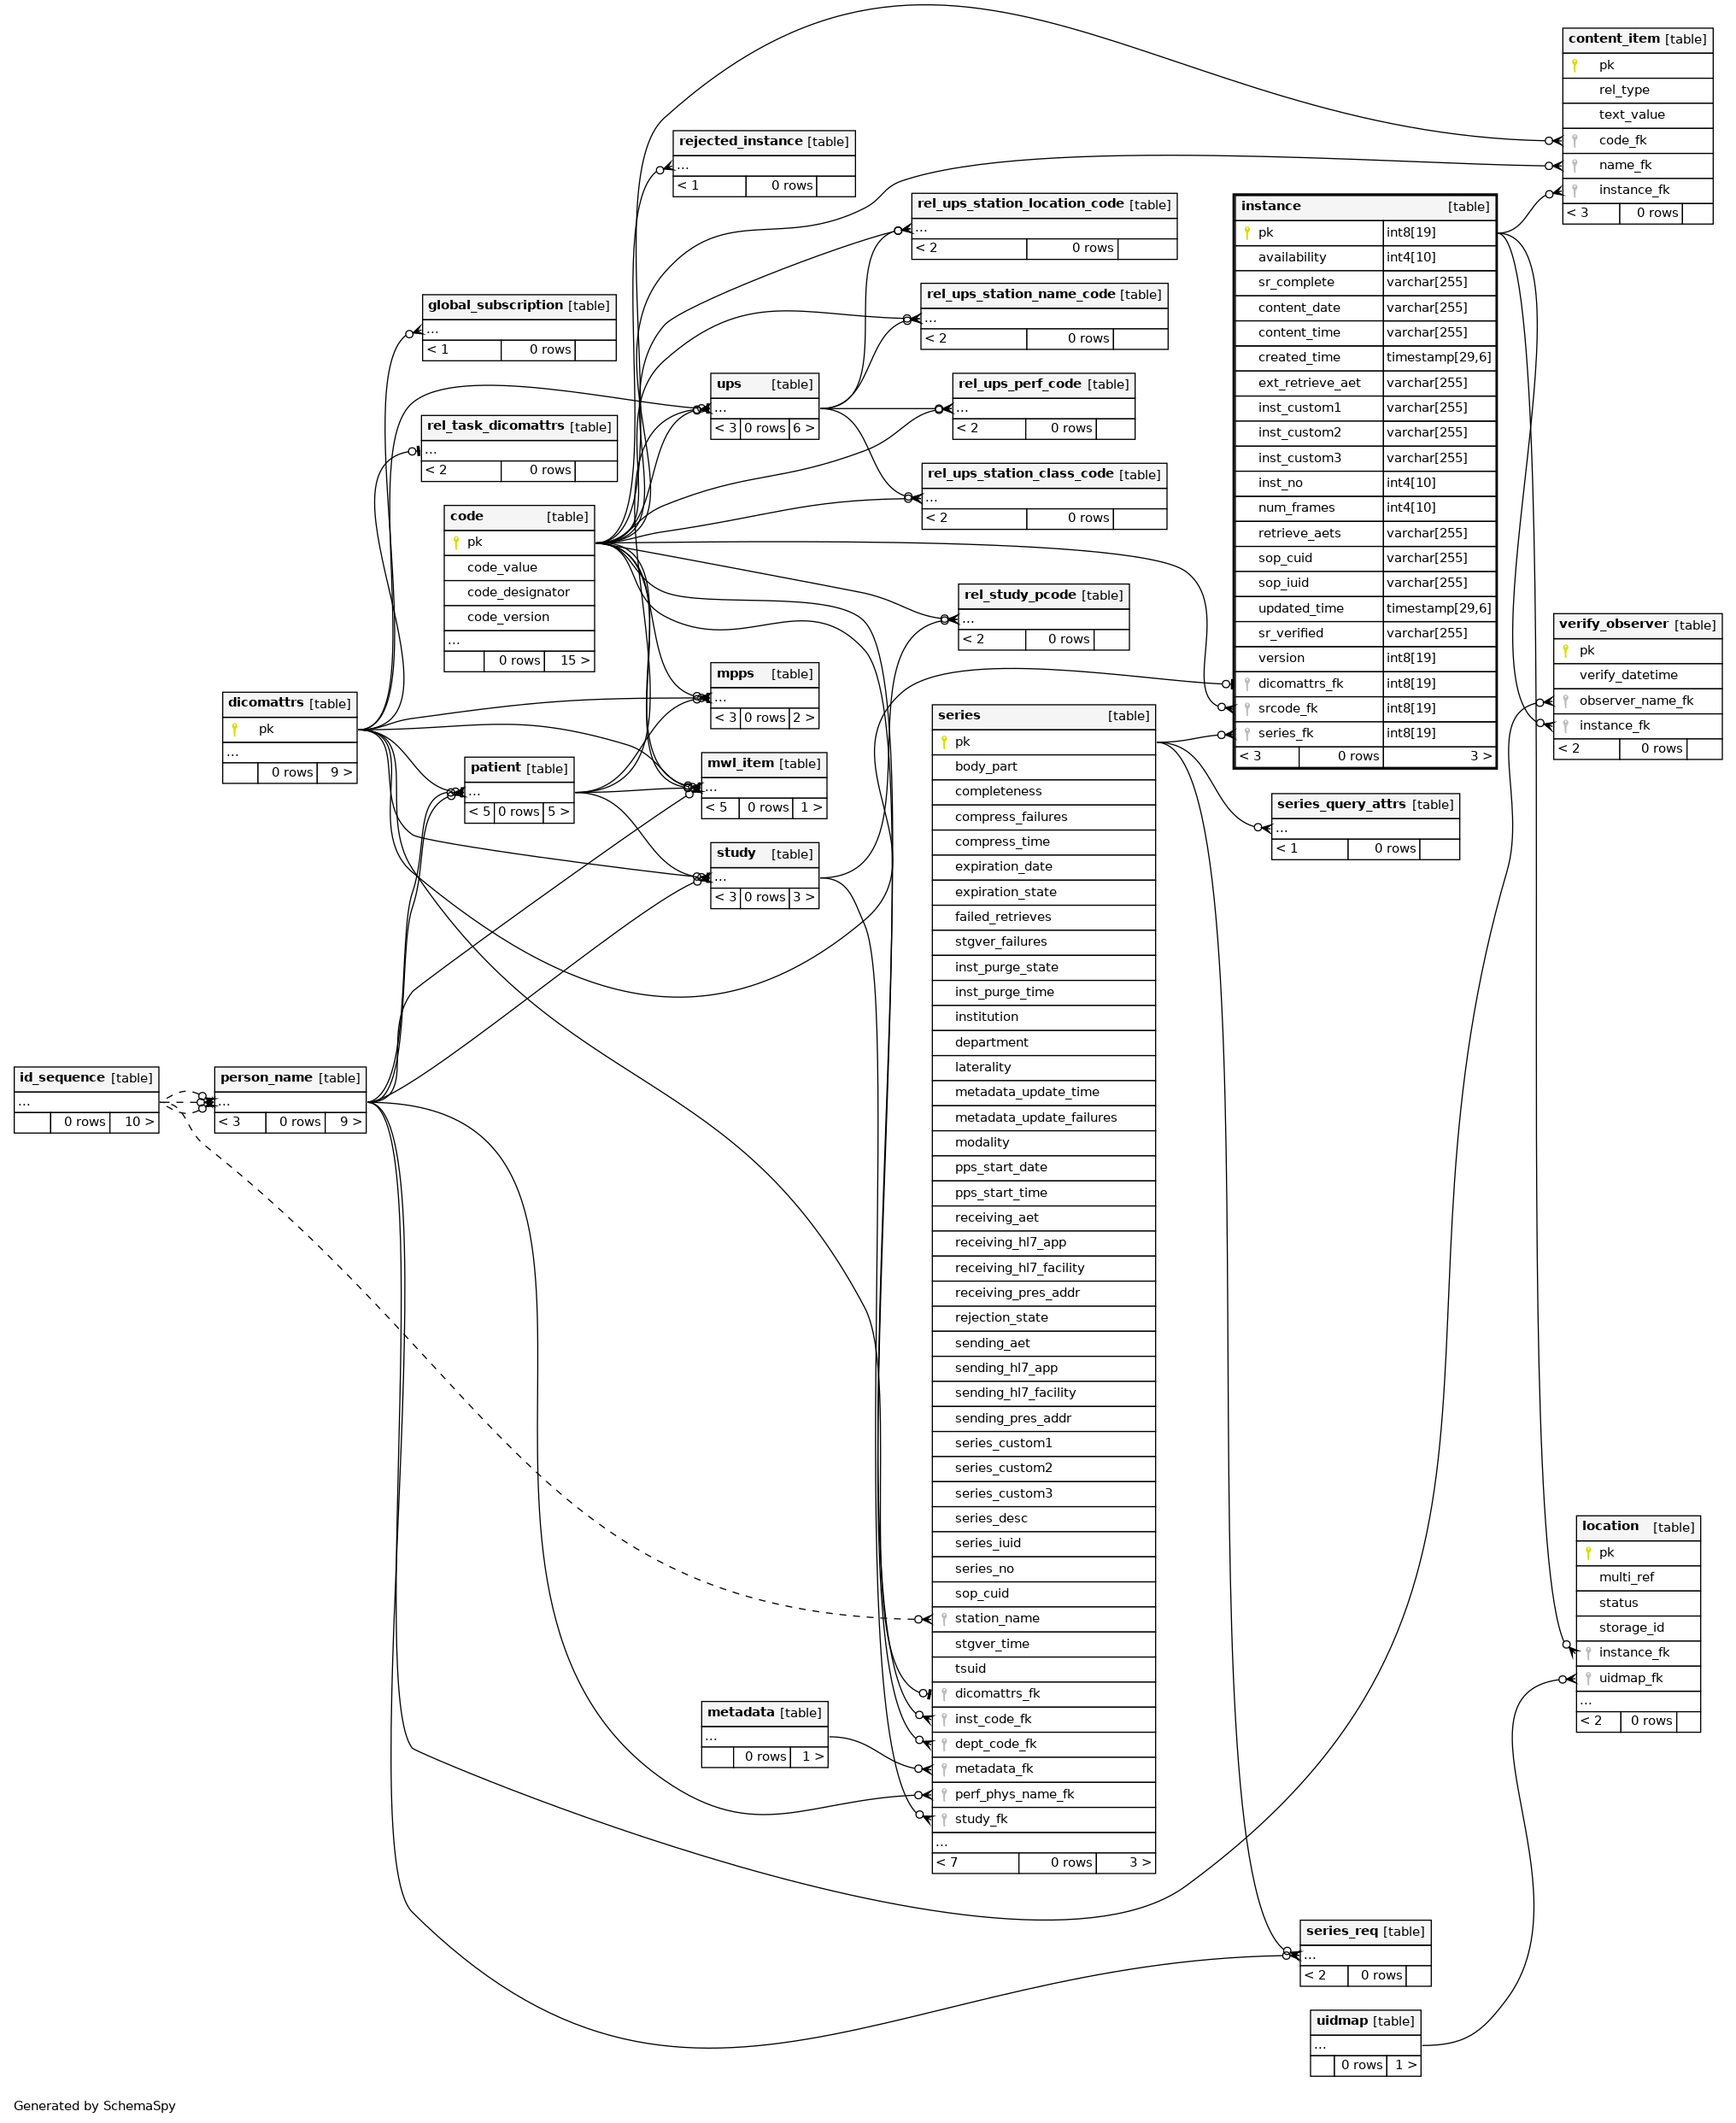 content_item [table]
pk
rel_type
text_value
code_fk
name_fk
instance_fk
< 3 0 rows
rejected_instance [table]
...
< 1 0 rows
rel_ups_station_location_code [table]
...
< 2 0 rows
instance [table]
pk int8[19]
availability int4[10]
sr_complete varchar[255]
content_date varchar[255]
content_time varchar[255]
created_time timestamp[29,6]
ext_retrieve_aet varchar[255]
inst_custom1 varchar[255]
inst_custom2 varchar[255]
inst_custom3 varchar[255]
inst_no int4[10]
num_frames int4[10]
retrieve_aets varchar[255]
sop_cuid varchar[255]
sop_iuid varchar[255]
updated_time timestamp[29,6]
sr_verified varchar[255]
version int8[19]
dicomattrs_fk int8[19]
srcode_fk int8[19]
series_fk int8[19]
< 3 0 rows 3 >
rel_ups_station_name_code [table]
...
< 2 0 rows
global_subscription [table]
...
< 1 0 rows
ups [table]
...
< 3 0 rows 6 >
rel_ups_perf_code [table]
...
< 2 0 rows
rel_task_dicomattrs [table]
...
< 2 0 rows
rel_ups_station_class_code [table]
...
< 2 0 rows
code [table]
pk
code_value
code_designator
code_version
...
0 rows 15 >
rel_study_pcode [table]
...
< 2 0 rows
verify_observer [table]
pk
verify_datetime
observer_name_fk
instance_fk
< 2 0 rows
mpps [table]
...
< 3 0 rows 2 >
dicomattrs [table]
pk
...
0 rows 9 >
patient [table]
...
< 5 0 rows 5 >
mwl_item [table]
...
< 5 0 rows 1 >
study [table]
...
< 3 0 rows 3 >
series [table]
pk
body_part
completeness
compress_failures
compress_time
expiration_date
expiration_state
failed_retrieves
stgver_failures
inst_purge_state
inst_purge_time
institution
department
laterality
metadata_update_time
metadata_update_failures
modality
pps_start_date
pps_start_time
receiving_aet
receiving_hl7_app
receiving_hl7_facility
receiving_pres_addr
rejection_state
sending_aet
sending_hl7_app
sending_hl7_facility
sending_pres_addr
series_custom1
series_custom2
series_custom3
series_desc
series_iuid
series_no
sop_cuid
station_name
stgver_time
tsuid
dicomattrs_fk
inst_code_fk
dept_code_fk
metadata_fk
perf_phys_name_fk
study_fk
...
< 7 0 rows 3 >
series_query_attrs [table]
...
< 1 0 rows
id_sequence [table]
...
0 rows 10 >
person_name [table]
...
< 3 0 rows 9 >
location [table]
pk
multi_ref
status
storage_id
instance_fk
uidmap_fk
...
< 2 0 rows
metadata [table]
...
0 rows 1 >
series_req [table]
...
< 2 0 rows
uidmap [table]
...
0 rows 1 >
Generated by SchemaSpy